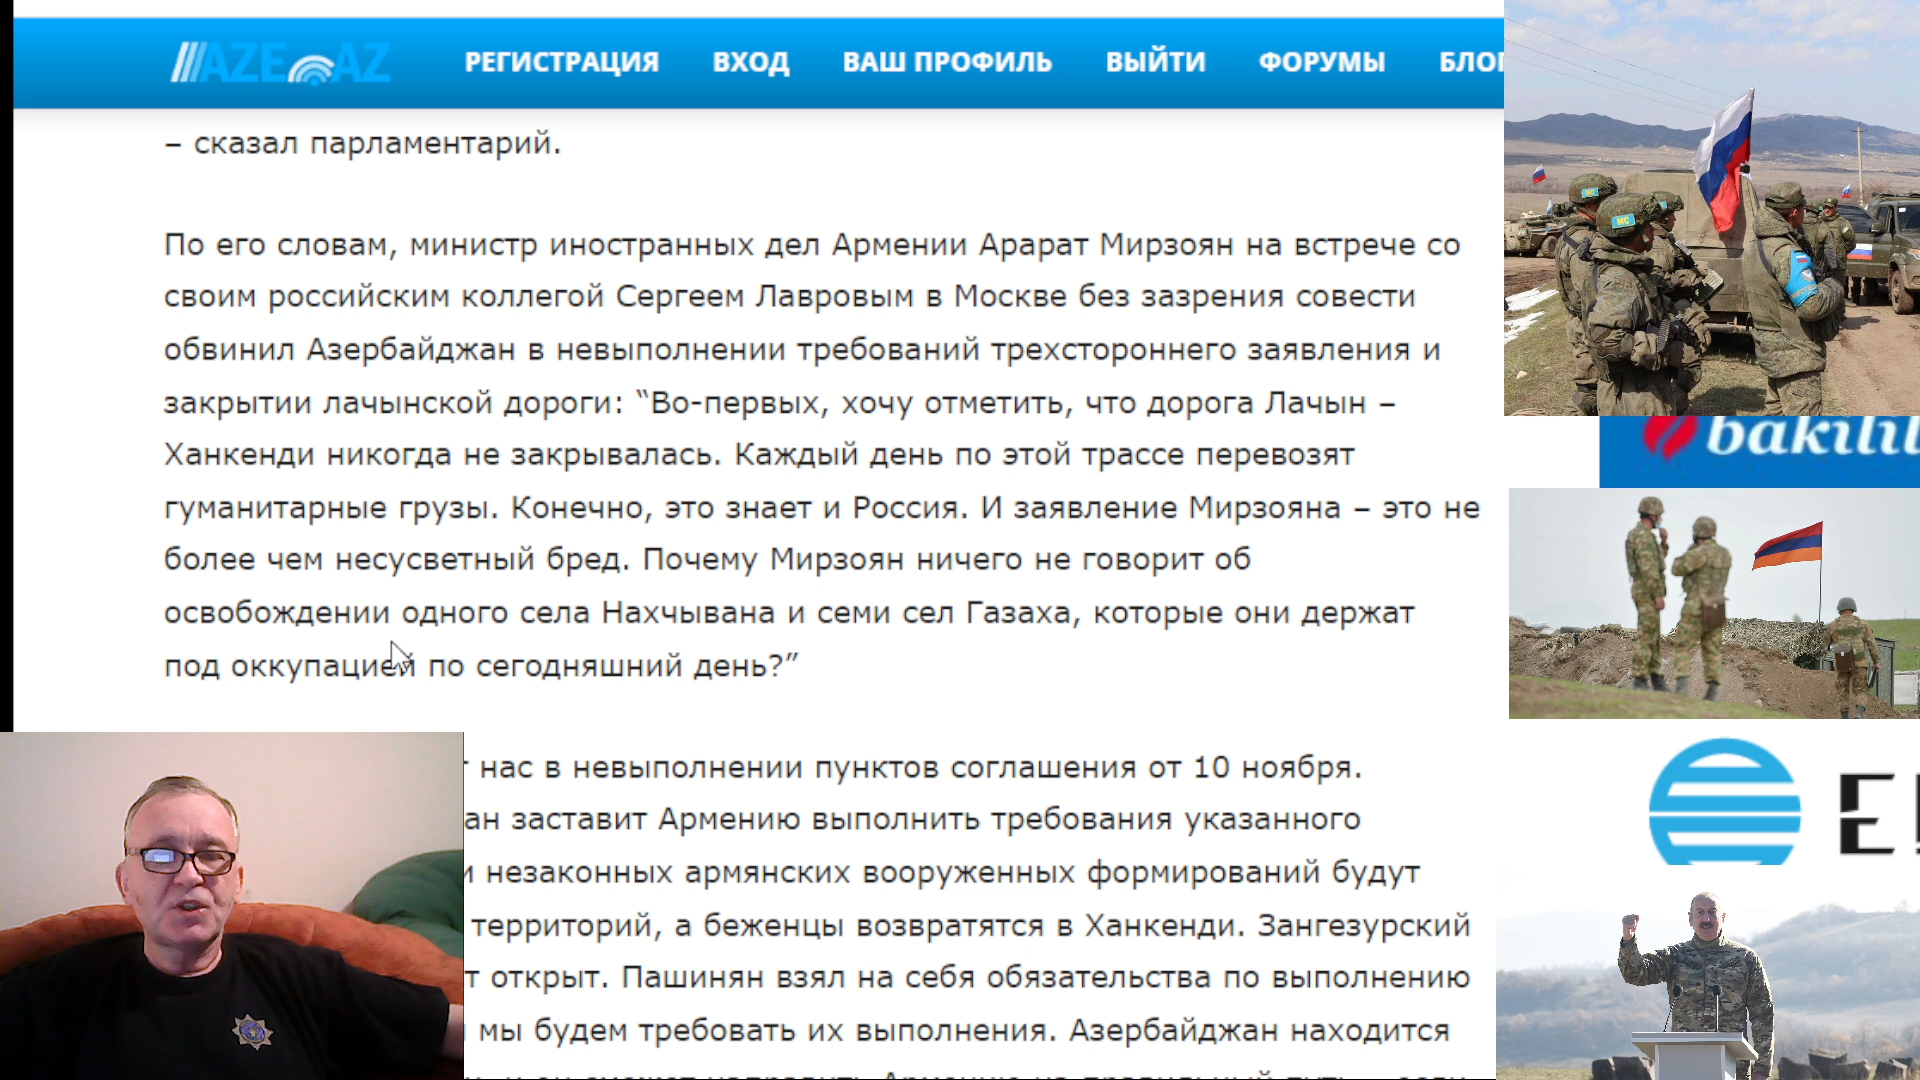 AZE.AZ
РЕГИСТРАЦИЯ ВХОД ВАШ ПРОФИЛЬ ВЫЙТИ ФОРУМЫ
– сказал парламентарий.
По его словам, министр иностранных дел Армении Арарат Мирзоян на встрече со
своим российским коллегой Сергеем Лавровым в Москве без зазрения совести
обвинил Азербайджан в невыполнении требований трехстороннего заявления и
закрытии лачынской дороги: “Во-первых, хочу отметить, что дорога Лачын –
Ханкенди никогда не закрывалась. Каждый день по этой трассе перевозят
гуманитарные грузы. Конечно, это знает и Россия. И заявление Мирзояна – это не
более чем несусветный бред. Почему Мирзоян ничего не говорит об
освобождении одного села Нахчывана и семи сел Газаха, которые они держат
под оккупацией по сегодняшний день?”
нас в невыполнении пунктов соглашения от 10 ноября.
ан заставит Армению выполнить требования указанного
и незаконных армянских вооруженных формирований будут
территорий, а беженцы возвратятся в Ханкенди. Зангезурский
т открыт. Пашинян взял на себя обязательства по выполнению
мы будем требовать их выполнения. Азербайджан находится
МС
МС
bakılıl